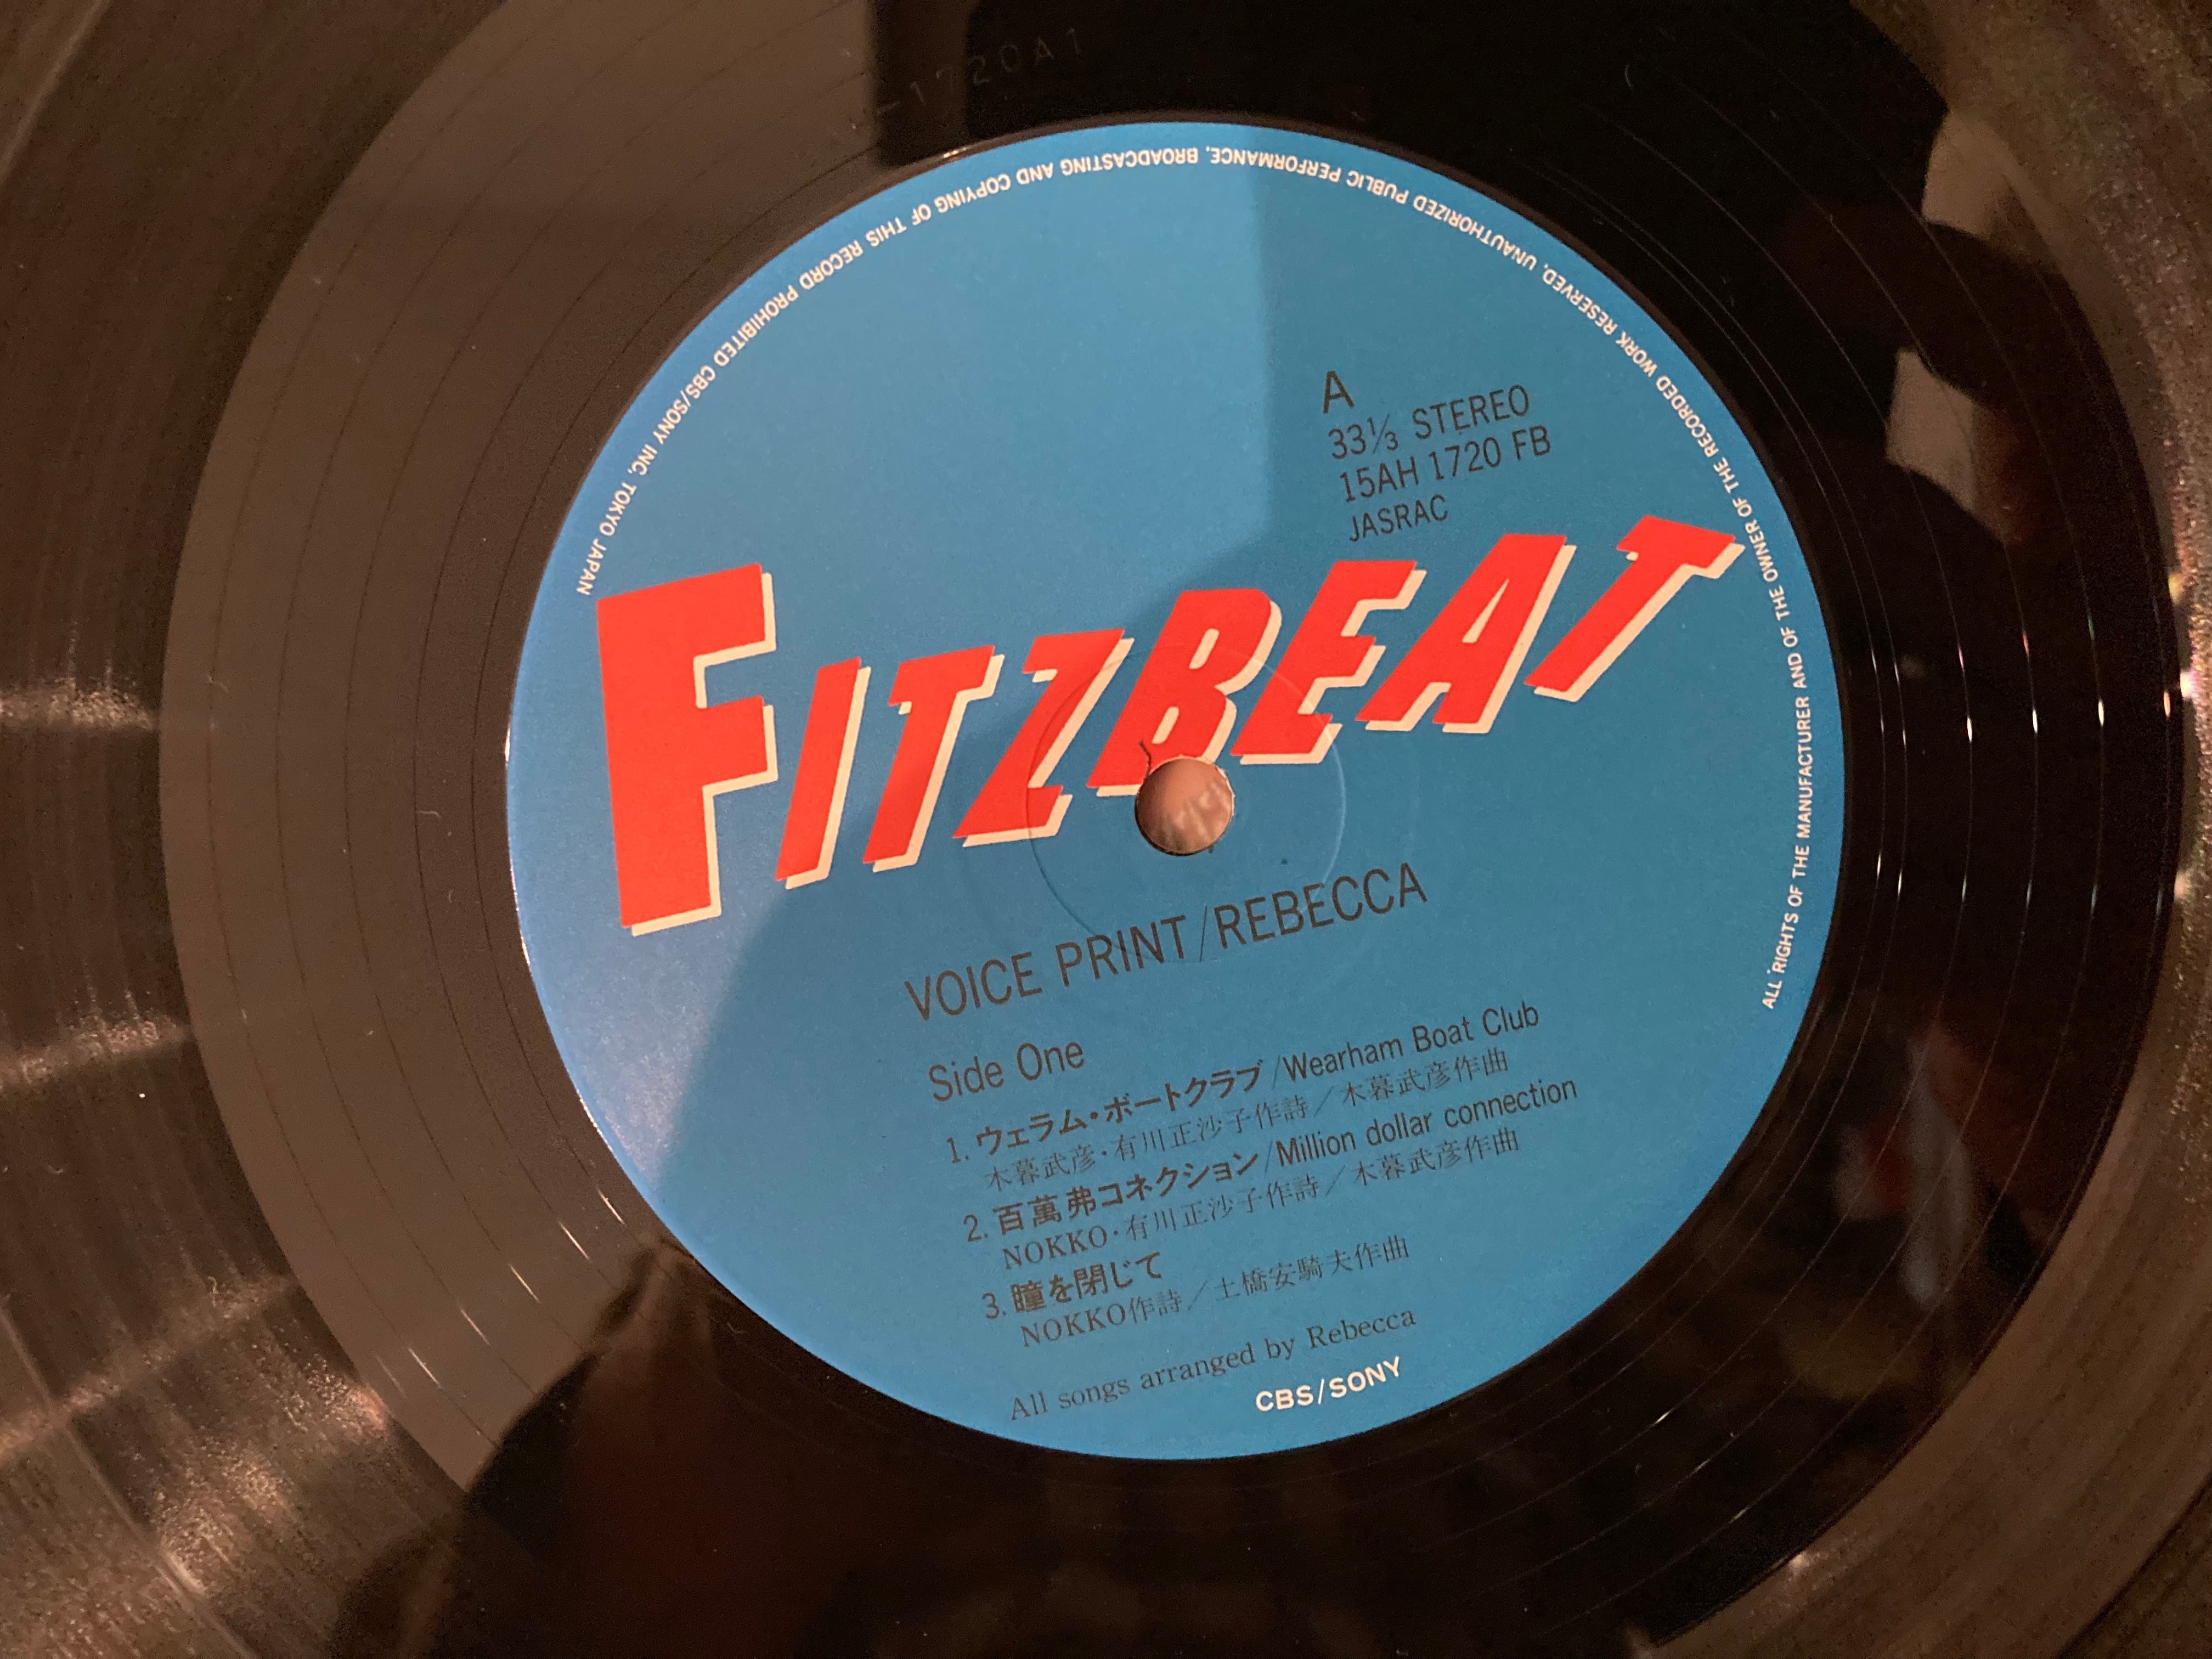 -1720A1
A
33⅓ STEREO
15AH 1720 FB
JASRAC
FITZBEAT
VOICE PRINT/REBECCA
Side One
1. ウェラム・ボートクラブ/Wearham Boat Club
木暮武彦・有川正沙子作詩／木暮武彦作曲
2. 百萬弗コネクション/Million dollar connection
NOKKO・有川正沙子作詩／木暮武彦作曲
3. 瞳を閉じて
NOKKO作詩／土橋安騎夫作曲
All songs arranged by Rebecca
CBS/SONY
ALL RIGHTS OF THE MANUFACTURER AND OF THE OWNER OF THE RECORDED WORK RESERVED. UNAUTHORIZED PUBLIC PERFORMANCE, BROADCASTING AND COPYING OF THIS RECORD PROHIBITED CBS/SONY INC. TOKYO JAPAN